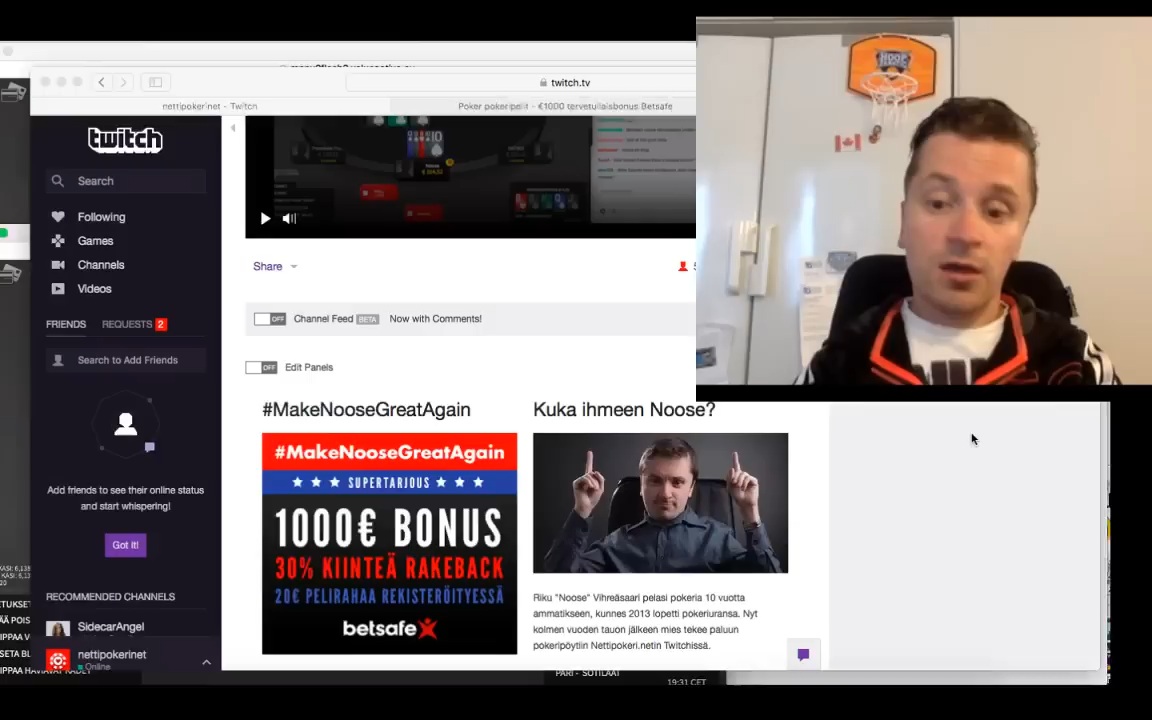 twitch.tv
nettipokerinet - Twitch
Poker pokeripelit - €1000 tervetuliaisbonus Betsafe
twitch
Search
Following
Games
Channels
Videos
FRIENDS
REQUESTS 2
Search to Add Friends
Add friends to see their online status
and start whispering!
Got it!
RECOMMENDED CHANNELS
SidecarAngel
nettipokerinet
Online
Share
OFF
Channel Feed BETA Now with Comments!
OFF
Edit Panels
#MakeNooseGreatAgain
#MakeNooseGreatAgain
SUPERTARJOUS
1000€ BONUS
30% KIINTEÄ RAKEBACK
20€ PELIRAHAA REKISTERÖITYESSÄ
betsafe
Kuka ihmeen Noose?
Riku "Noose" Vihreäsaari pelasi pokeria 10 vuotta
ammatikseen, kunnes 2013 lopetti pokeriuransa. Nyt
kolmen vuoden tauon jälkeen mies tekee paluun
pokeripöytiin Nettipokeri.netin Twitchissä.
19:31 CET